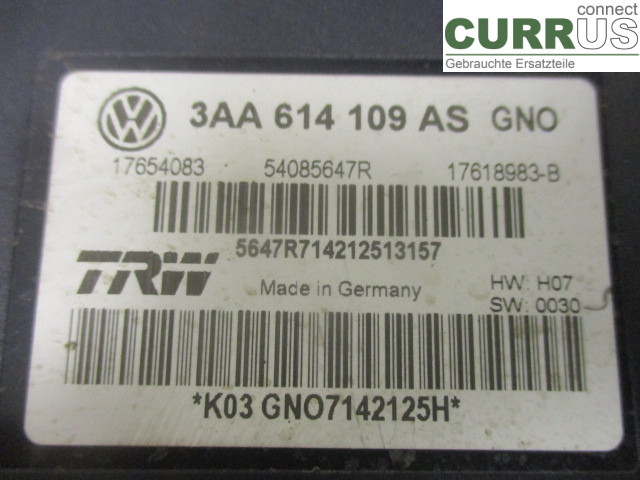 connect
CURRUS
Gebrauchte Ersatzteile
3AA 614 109 AS GNO
17654083 54085647R 17618983-B
5647R714212513157
TRW Made in Germany HW: H07
SW: 0030
*K03 GNO7142125H*